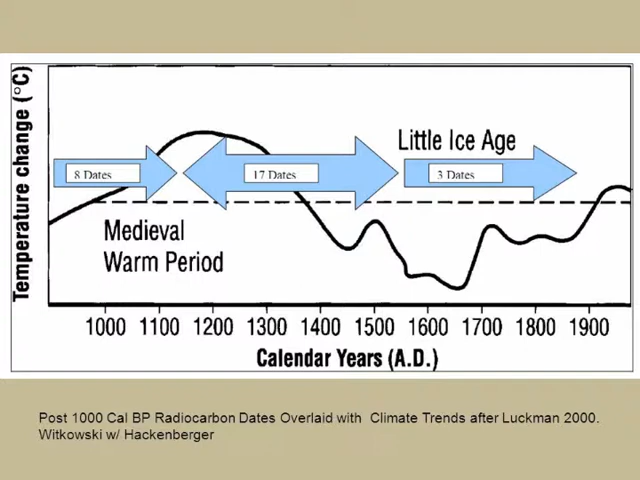 Temperature change (°C)
Little Ice Age
8 Dates
17 Dates
3 Dates
Medieval
Warm Period
1000 1100 1200 1300 1400 1500 1600 1700 1800 1900
Calendar Years (A.D.)
Post 1000 Cal BP Radiocarbon Dates Overlaid with Climate Trends after Luckman 2000.
Witkowski w/ Hackenberger